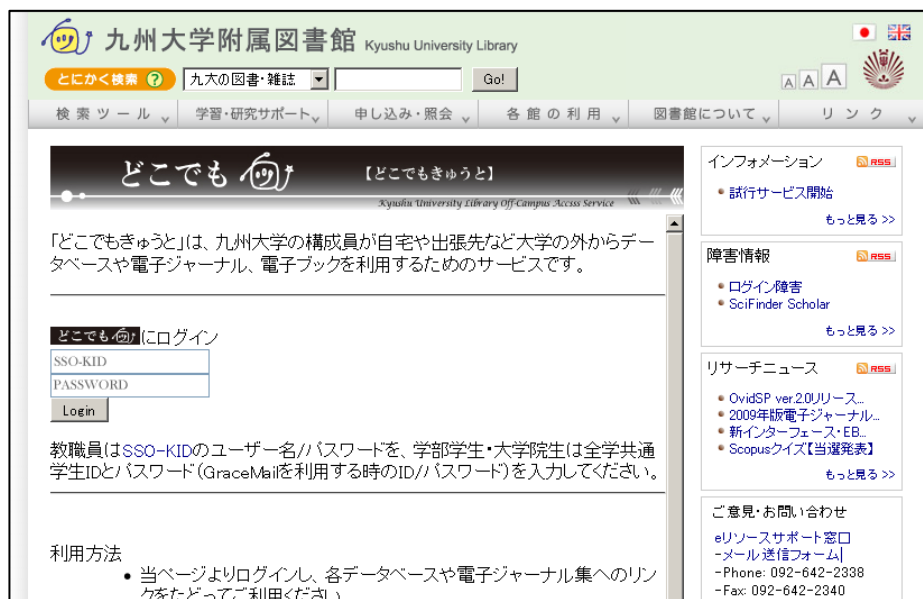 九州大学附属図書館 Kyushu University Library
とにかく検索 ? 九大の図書・雑誌 Go!
A A A
検索ツール 学習・研究サポート 申し込み・照会 各館の利用 図書館について リンク
どこでも 【どこでもきゅうと】
Kyushu University Library Off-Campus Accsss Service
「どこでもきゅうと」は、九州大学の構成員が自宅や出張先など大学の外からデー
タベースや電子ジャーナル、電子ブックを利用するためのサービスです。
どこでも にログイン
SSO-KID
PASSWORD
Login
教職員はSSO-KIDのユーザー名/パスワードを、学部学生・大学院生は全学共通
学生IDとパスワード(GraceMailを利用する時のID/パスワード)を入力してください。
利用方法
• 当ページよりログインし、各データベースや電子ジャーナル集へのリン
クをたどってご利用ください
インフォメーション RSS
• 試行サービス開始
もっと見る >>
障害情報 RSS
• ログイン障害
• SciFinder Scholar
もっと見る >>
リサーチニュース RSS
• OvidSP ver.2.0リリース...
• 2009年版電子ジャーナル...
• 新インターフェース・EB...
• Scopusクイズ【当選発表】
もっと見る >>
ご意見・お問い合わせ
eリソースサポート窓口
-メール送信フォーム|
-Phone: 092-642-2338
-Fax: 092-642-2340